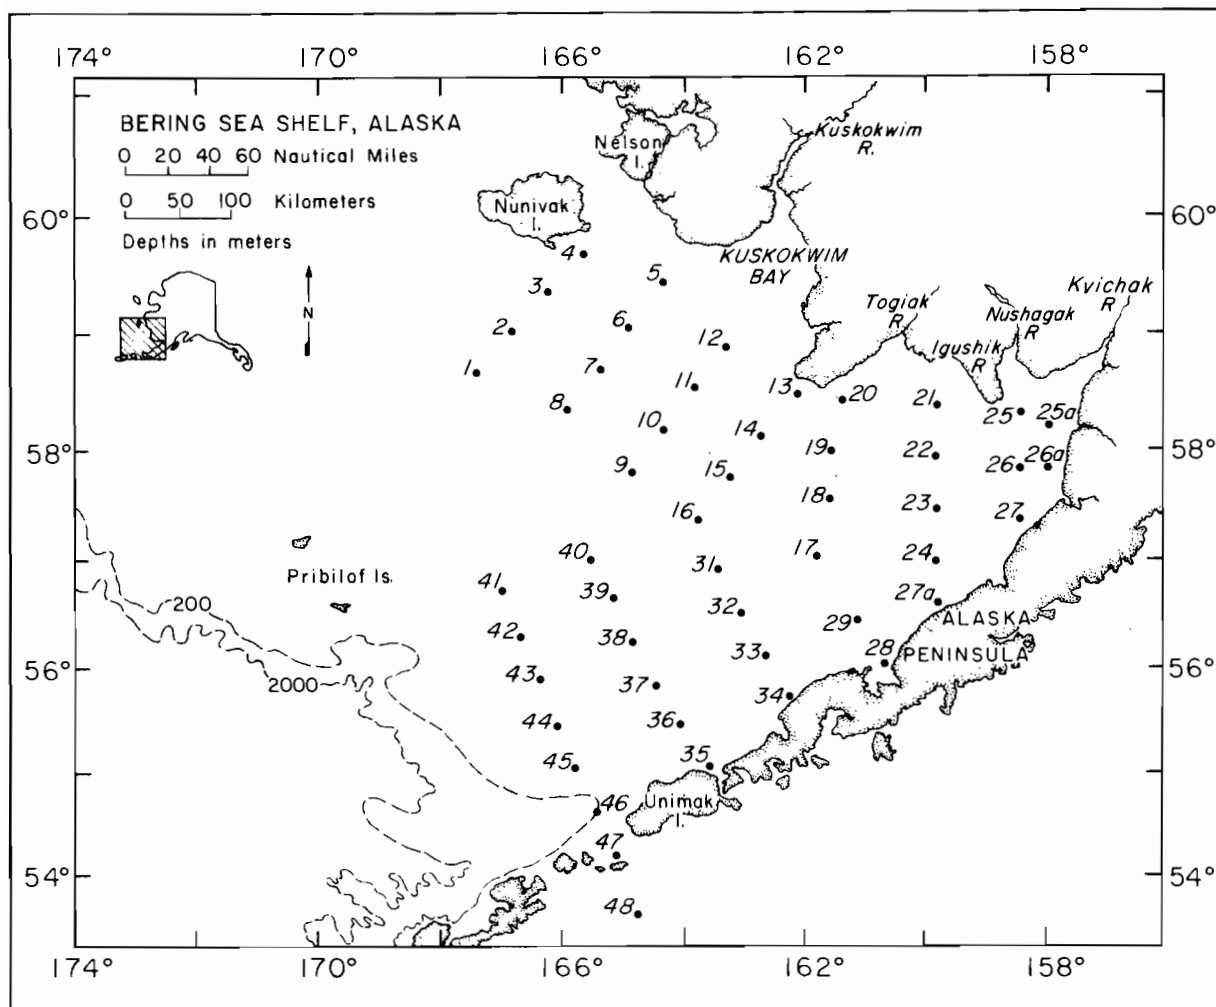 174° 170° 166° 162° 158°
BERING SEA SHELF, ALASKA
0 20 40 60 Nautical Miles
0 50 100 Kilometers
Depths in meters
N
Nelson
I.
Kuskokwim
R.
Nunivak
I.
60° 60°
KUSKOKWIM
BAY
Togiak
R
Igushik
R
Nushagak
R
Kvichak
R
4
5
3
2
6
12
1
7
11
13
20
21
25
25a
8
10
14
19
22
26
26a
58° 58°
9
15
18
23
27
16
17
24
40
31
41
39
32
27a
29
Pribilof Is.
ALASKA
PENINSULA
200
2000
42
38
33
28
56° 56°
43
37
34
44
36
45
35
46
Unimak
I.
47
54° 54°
48
174° 170° 166° 162° 158°